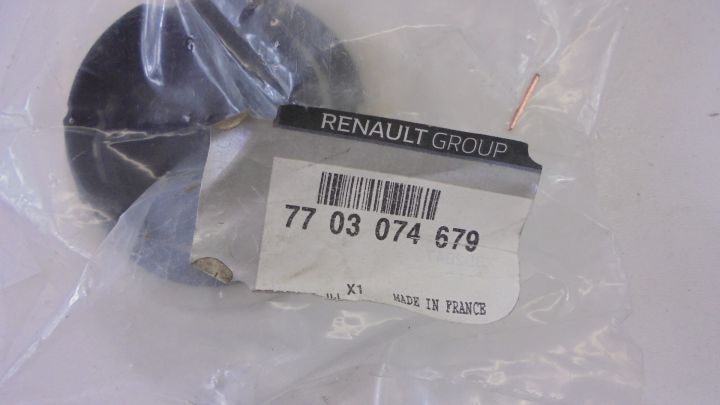 RENAULT GROUP
77 03 074 679
X1
MADE IN FRANCE